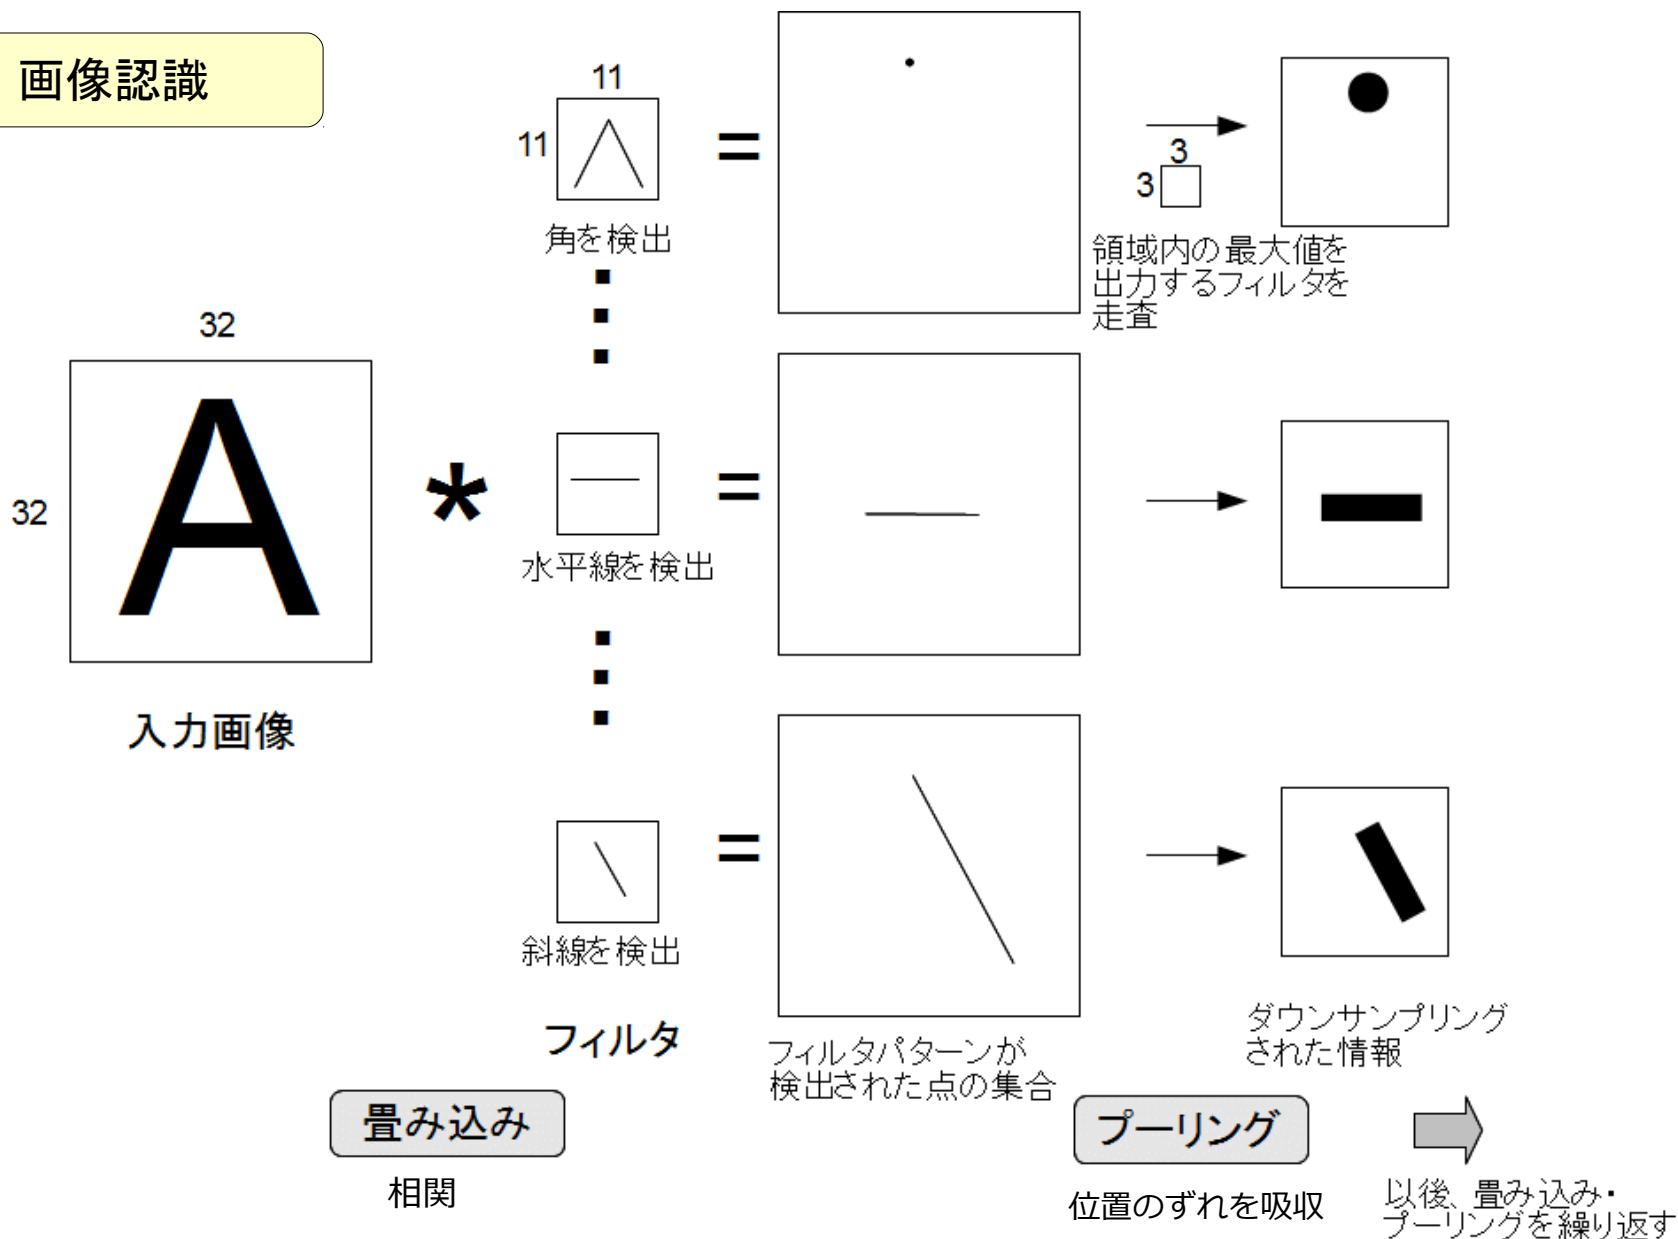 画像認識
11
11
角を検出
=
3
3
領域内の最大値を
出力するフィルタを
走査
32
32
A
入力画像
*
水平線を検出
=
斜線を検出
=
フィルタ
フィルタパターンが
検出された点の集合
ダウンサンプリング
された情報
畳み込み
相関
プーリング
位置のずれを吸収
以後、畳み込み・
プーリングを繰り返す